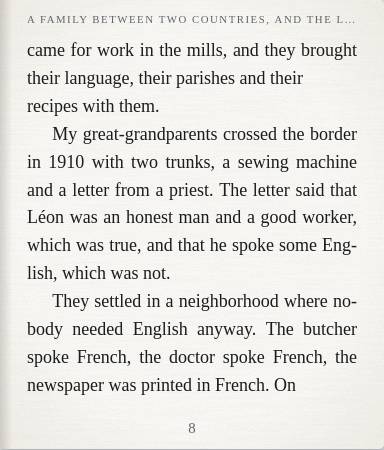 A FAMILY BETWEEN TWO COUNTRIES, AND THE L...
came for work in the mills, and they brought
their language, their parishes and their
recipes with them.
My great-grandparents crossed the border
in 1910 with two trunks, a sewing machine
and a letter from a priest. The letter said that
Léon was an honest man and a good worker,
which was true, and that he spoke some Eng-
lish, which was not.
They settled in a neighborhood where no-
body needed English anyway. The butcher
spoke French, the doctor spoke French, the
newspaper was printed in French. On
8